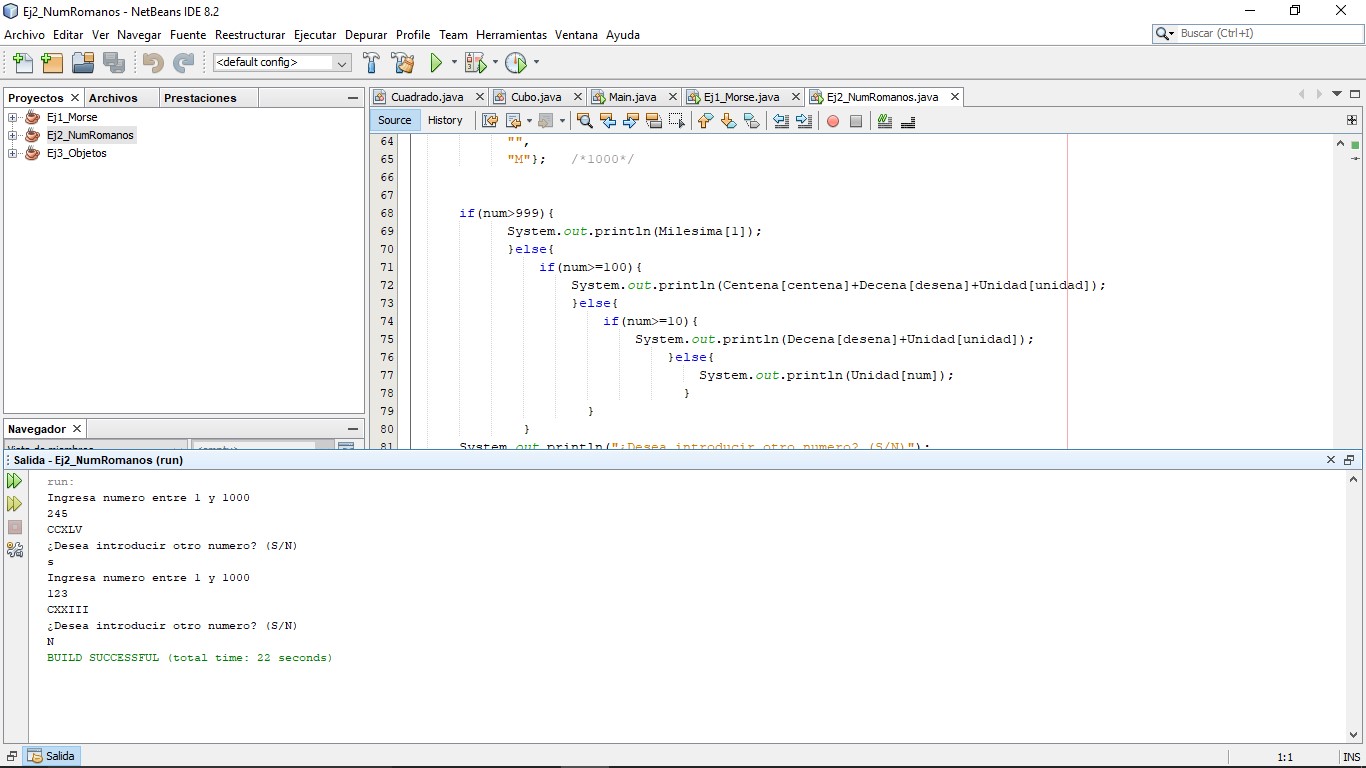 Ej2_NumRomanos - NetBeans IDE 8.2
Archivo Editar Ver Navegar Fuente Reestructurar Ejecutar Depurar Profile Team Herramientas Ventana Ayuda
Buscar (Ctrl+I)
<default config>
Proyectos Archivos Prestaciones
Ej1_Morse
Ej2_NumRomanos
Ej3_Objetos
Navegador
Cuadrado.java Cubo.java Main.java Ej1_Morse.java Ej2_NumRomanos.java
Source History
64 "",
65 "M"}; /*1000*/
66
67
68 if(num>999){
69 System.out.println(Milesima[1]);
70 }else{
71 if(num>=100){
72 System.out.println(Centena[centena]+Decena[desena]+Unidad[unidad]);
73 }else{
74 if(num>=10){
75 System.out.println(Decena[desena]+Unidad[unidad]);
76 }else{
77 System.out.println(Unidad[num]);
78 }
79 }
80 }
81 System.out.println("¿Desea introducir otro numero? (S/N)");
Salida - Ej2_NumRomanos (run)
run:
Ingresa numero entre 1 y 1000
245
CCXLV
¿Desea introducir otro numero? (S/N)
s
Ingresa numero entre 1 y 1000
123
CXXIII
¿Desea introducir otro numero? (S/N)
N
BUILD SUCCESSFUL (total time: 22 seconds)
Salida
1:1 INS